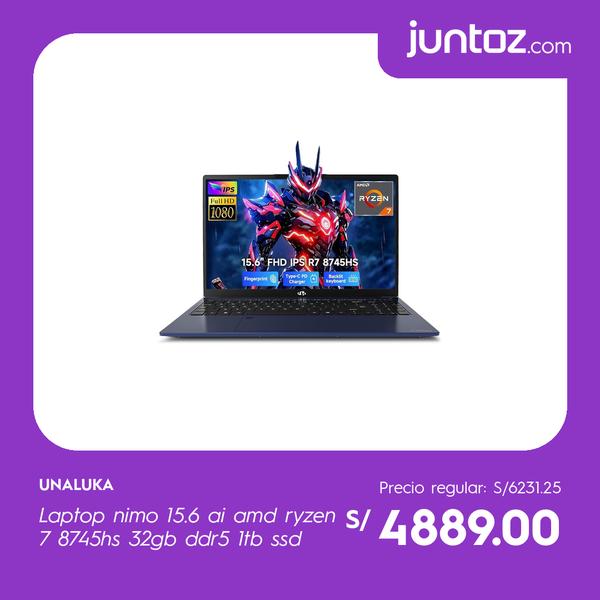 juntoz.com
IPS
Full HD
1080
AMD
RYZEN
7
15.6" FHD IPS R7 8745HS
Fingerprint
Type-C PD
Charger
Backlit
keyboard
UNALUKA
Laptop nimo 15.6 ai amd ryzen
7 8745hs 32gb ddr5 1tb ssd
Precio regular: S/6231.25
S/ 4889.00